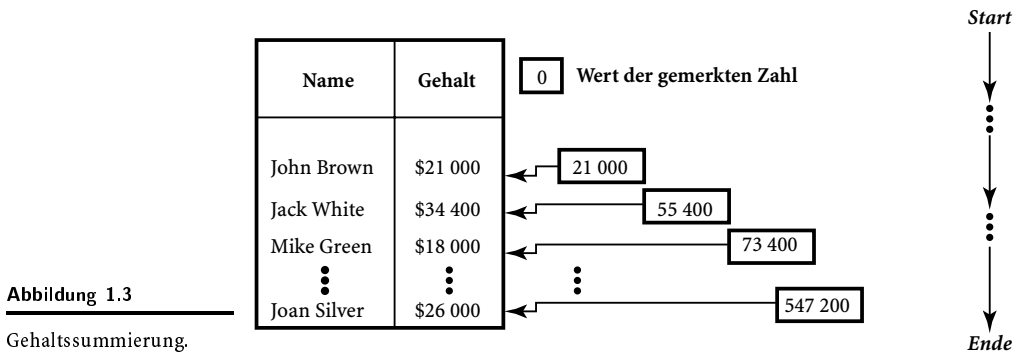 Start
Name Gehalt 0 Wert der gemerkten Zahl
John Brown $21 000 21 000
Jack White $34 400 55 400
Mike Green $18 000 73 400
Abbildung 1.3
Joan Silver $26 000 547 200
Gehaltssummierung.
Ende